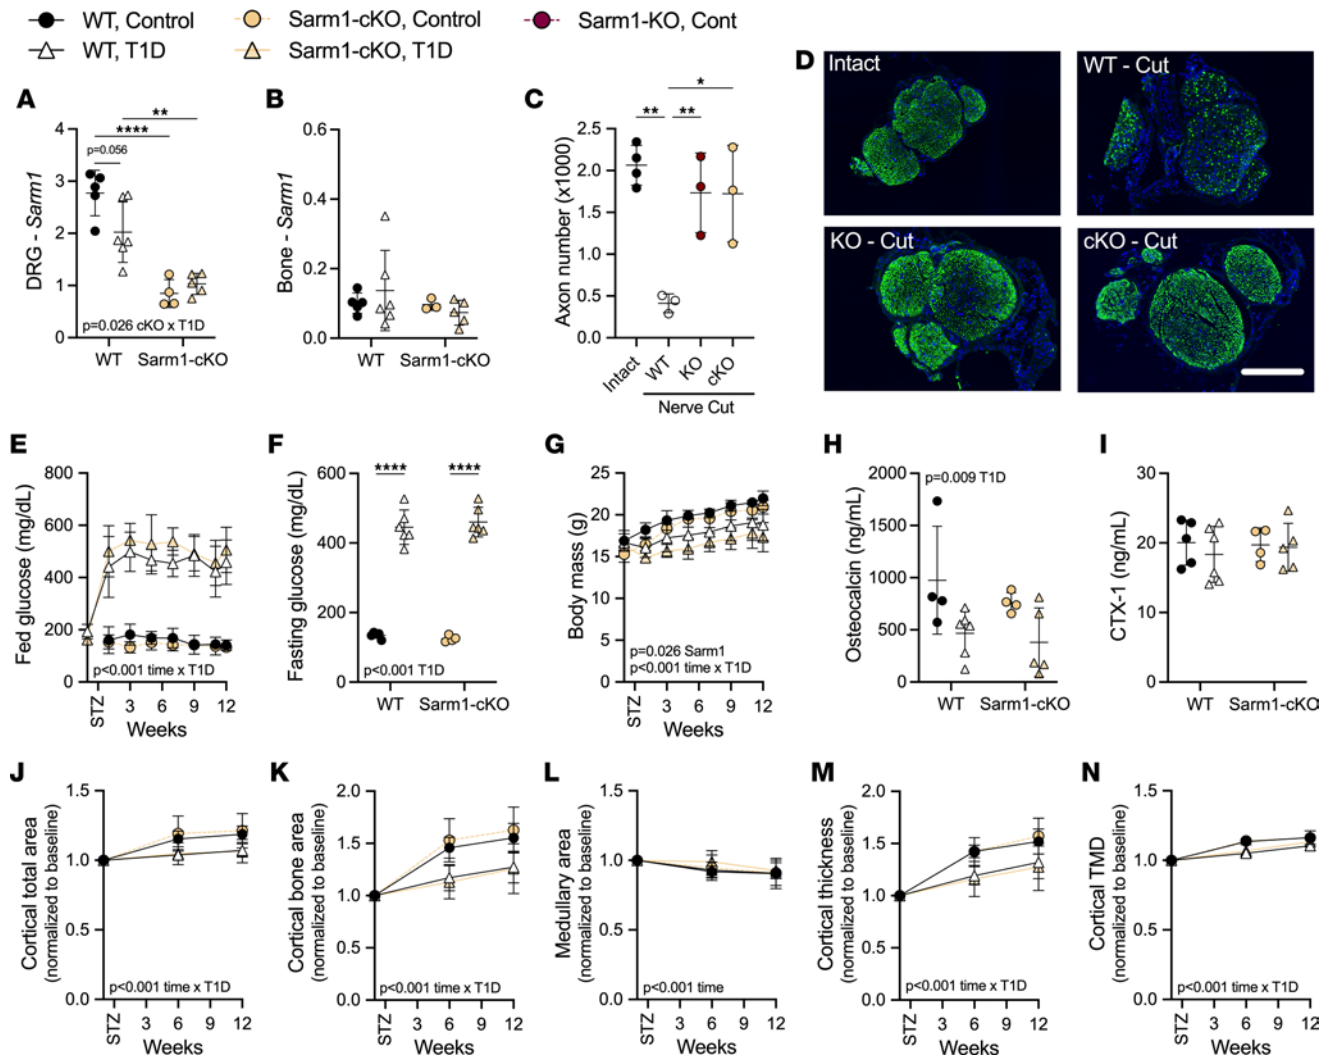 WT, Control
Sarm1-cKO, Control
Sarm1-KO, Cont
WT, T1D
Sarm1-cKO, T1D
A
DRG - Sarm1
4
3
2
1
0
**
****
p=0.056
p=0.026 cKO x T1D
WT
Sarm1-cKO
B
Bone - Sarm1
0.6
0.4
0.2
0.0
WT
Sarm1-cKO
C
Axon number (x1000)
2.5
2.0
1.5
1.0
0.5
0.0
*
**
**
Intact
WT
KO
cKO
Nerve Cut
D
Intact
WT - Cut
KO - Cut
cKO - Cut
E
Fed glucose (mg/dL)
800
600
400
200
0
p<0.001 time x T1D
STZ
3
6
9
12
Weeks
F
Fasting glucose (mg/dL)
600
400
200
0
****
****
p<0.001 T1D
WT
Sarm1-cKO
G
Body mass (g)
25
20
15
10
5
0
p=0.026 Sarm1
p<0.001 time x T1D
STZ
3
6
9
12
Weeks
H
Osteocalcin (ng/mL)
2000
1500
1000
500
0
p=0.009 T1D
WT
Sarm1-cKO
I
CTX-1 (ng/mL)
30
20
10
0
WT
Sarm1-cKO
J
Cortical total area
(normalized to baseline)
1.5
1.0
0.5
0.0
p<0.001 time x T1D
STZ
3
6
9
12
Weeks
K
Cortical bone area
(normalized to baseline)
2.0
1.5
1.0
0.5
0.0
p<0.001 time x T1D
STZ
3
6
9
12
Weeks
L
Medullary area
(normalized to baseline)
1.5
1.0
0.5
0.0
p<0.001 time
STZ
3
6
9
12
Weeks
M
Cortical thickness
(normalized to baseline)
2.0
1.5
1.0
0.5
0.0
p<0.001 time x T1D
STZ
3
6
9
12
Weeks
N
Cortical TMD
(normalized to baseline)
1.5
1.0
0.5
0.0
p<0.001 time x T1D
STZ
3
6
9
12
Weeks